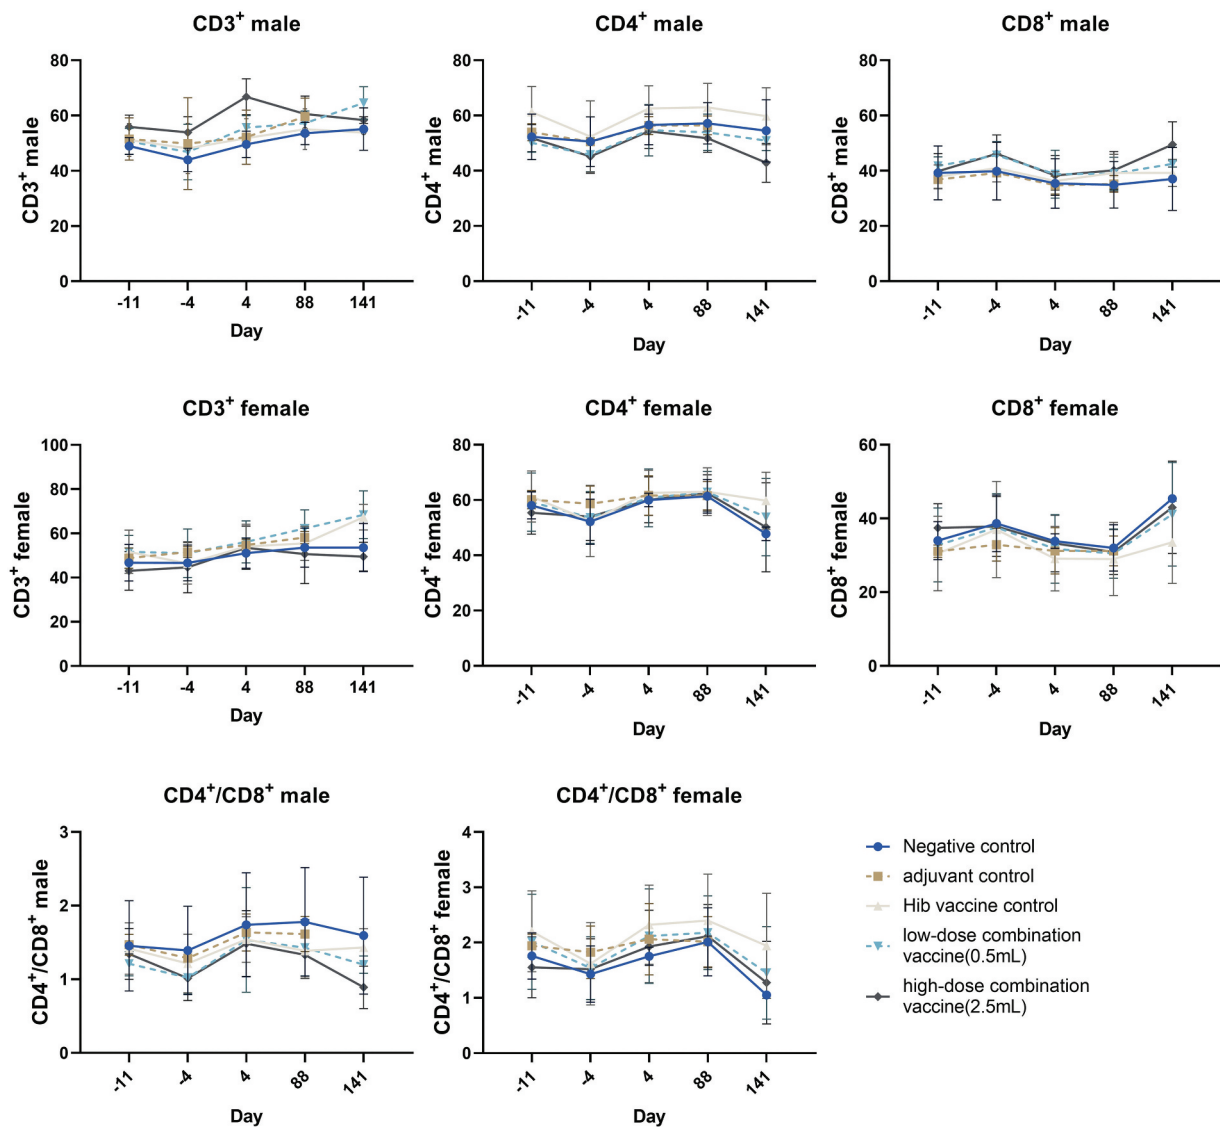 CD3⁺ male
CD3⁺ male
80
60
40
20
0
-11
-4
4
88
141
Day
CD4⁺ male
CD4⁺ male
80
60
40
20
0
-11
-4
4
88
141
Day
CD8⁺ male
CD8⁺ male
80
60
40
20
0
-11
-4
4
88
141
Day
CD3⁺ female
CD3⁺ female
100
80
60
40
20
0
-11
-4
4
88
141
Day
CD4⁺ female
CD4⁺ female
80
60
40
20
0
-11
-4
4
88
141
Day
CD8⁺ female
CD8⁺ female
60
40
20
0
-11
-4
4
88
141
Day
CD4⁺/CD8⁺ male
CD4⁺/CD8⁺ male
3
2
1
0
-11
-4
4
88
141
Day
CD4⁺/CD8⁺ female
CD4⁺/CD8⁺ female
4
3
2
1
0
-11
-4
4
88
141
Day
Negative control
adjuvant control
Hib vaccine control
low-dose combination
vaccine(0.5mL)
high-dose combination
vaccine(2.5mL)